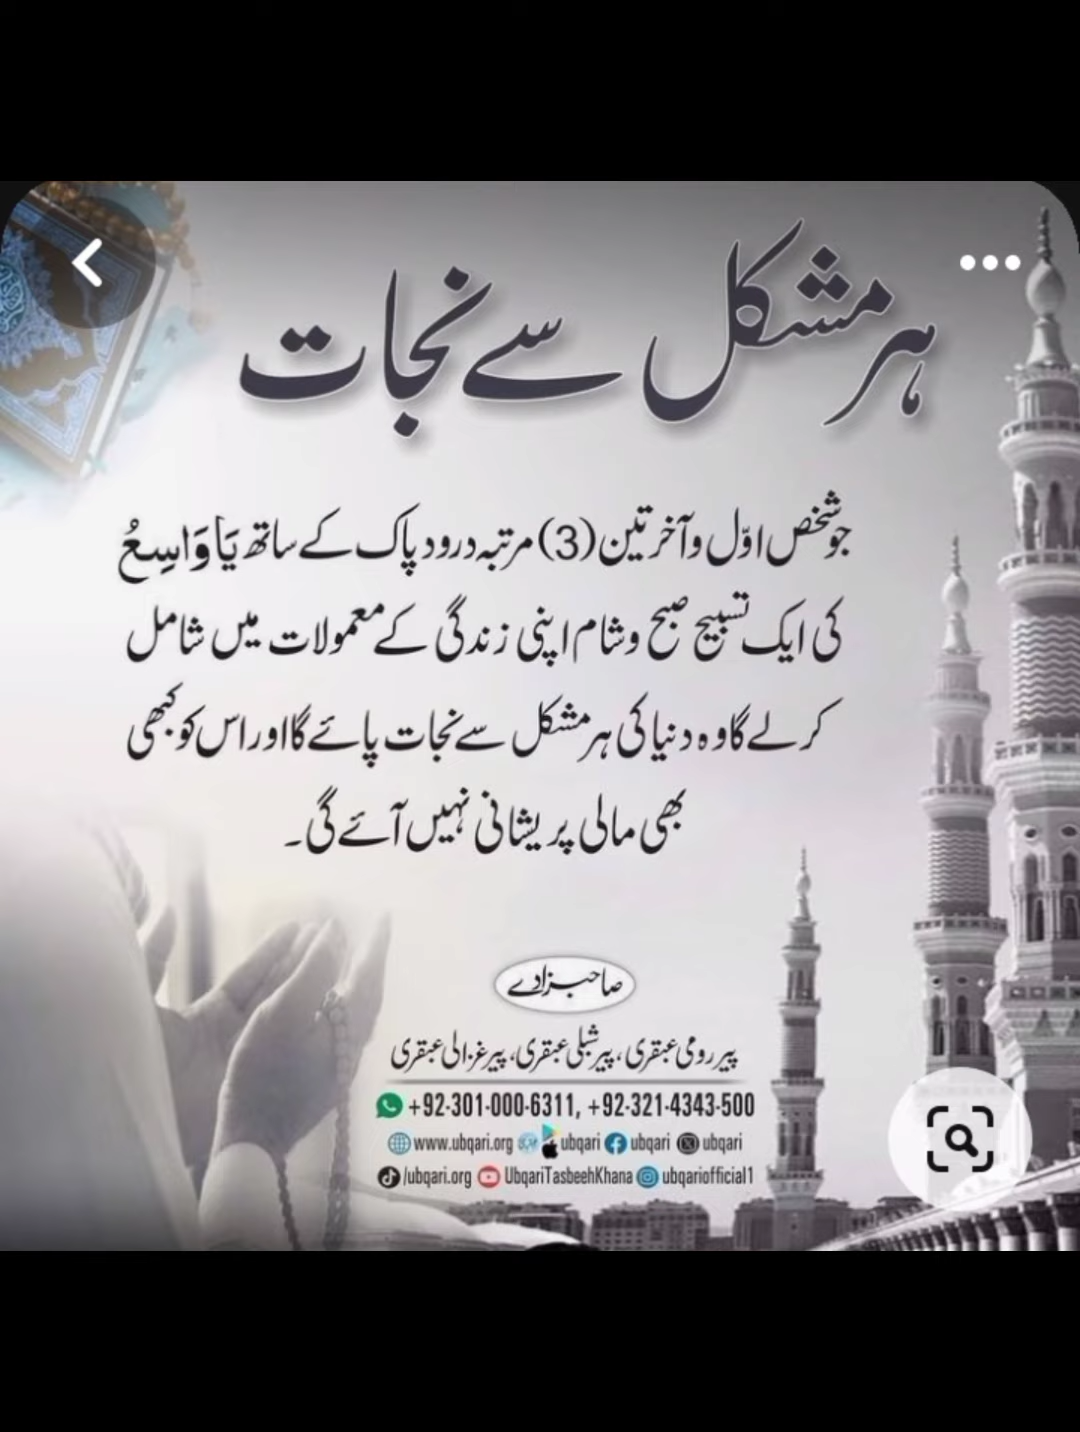 ہر مشکل سے نجات
جو شخص اوّل و آخر تین (3) مرتبہ درود پاک کے ساتھ یَا وَاسِعُ
کی ایک تسبیح صبح و شام اپنی زندگی کے معمولات میں شامل
کرلے گا وہ دنیا کی ہر مشکل سے نجات پائے گا اور اس کو کبھی
بھی مالی پریشانی نہیں آئے گی۔
صاحبزادے
پیر رومی عبقری، پیر شبلی عبقری، پیر غزالی عبقری
+92-301-000-6311, +92-321-4343-500
www.ubqari.org ubqari ubqari ubqari
/ubqari.org UbqariTasbeehKhana ubqariofficial1